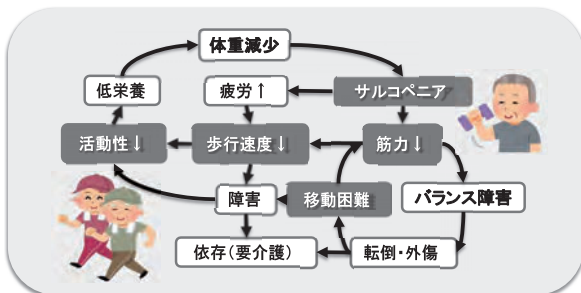 体重減少
低栄養
疲労↑
サルコペニア
活動性↓
歩行速度↓
筋力↓
障害
移動困難
バランス障害
依存(要介護)
転倒・外傷